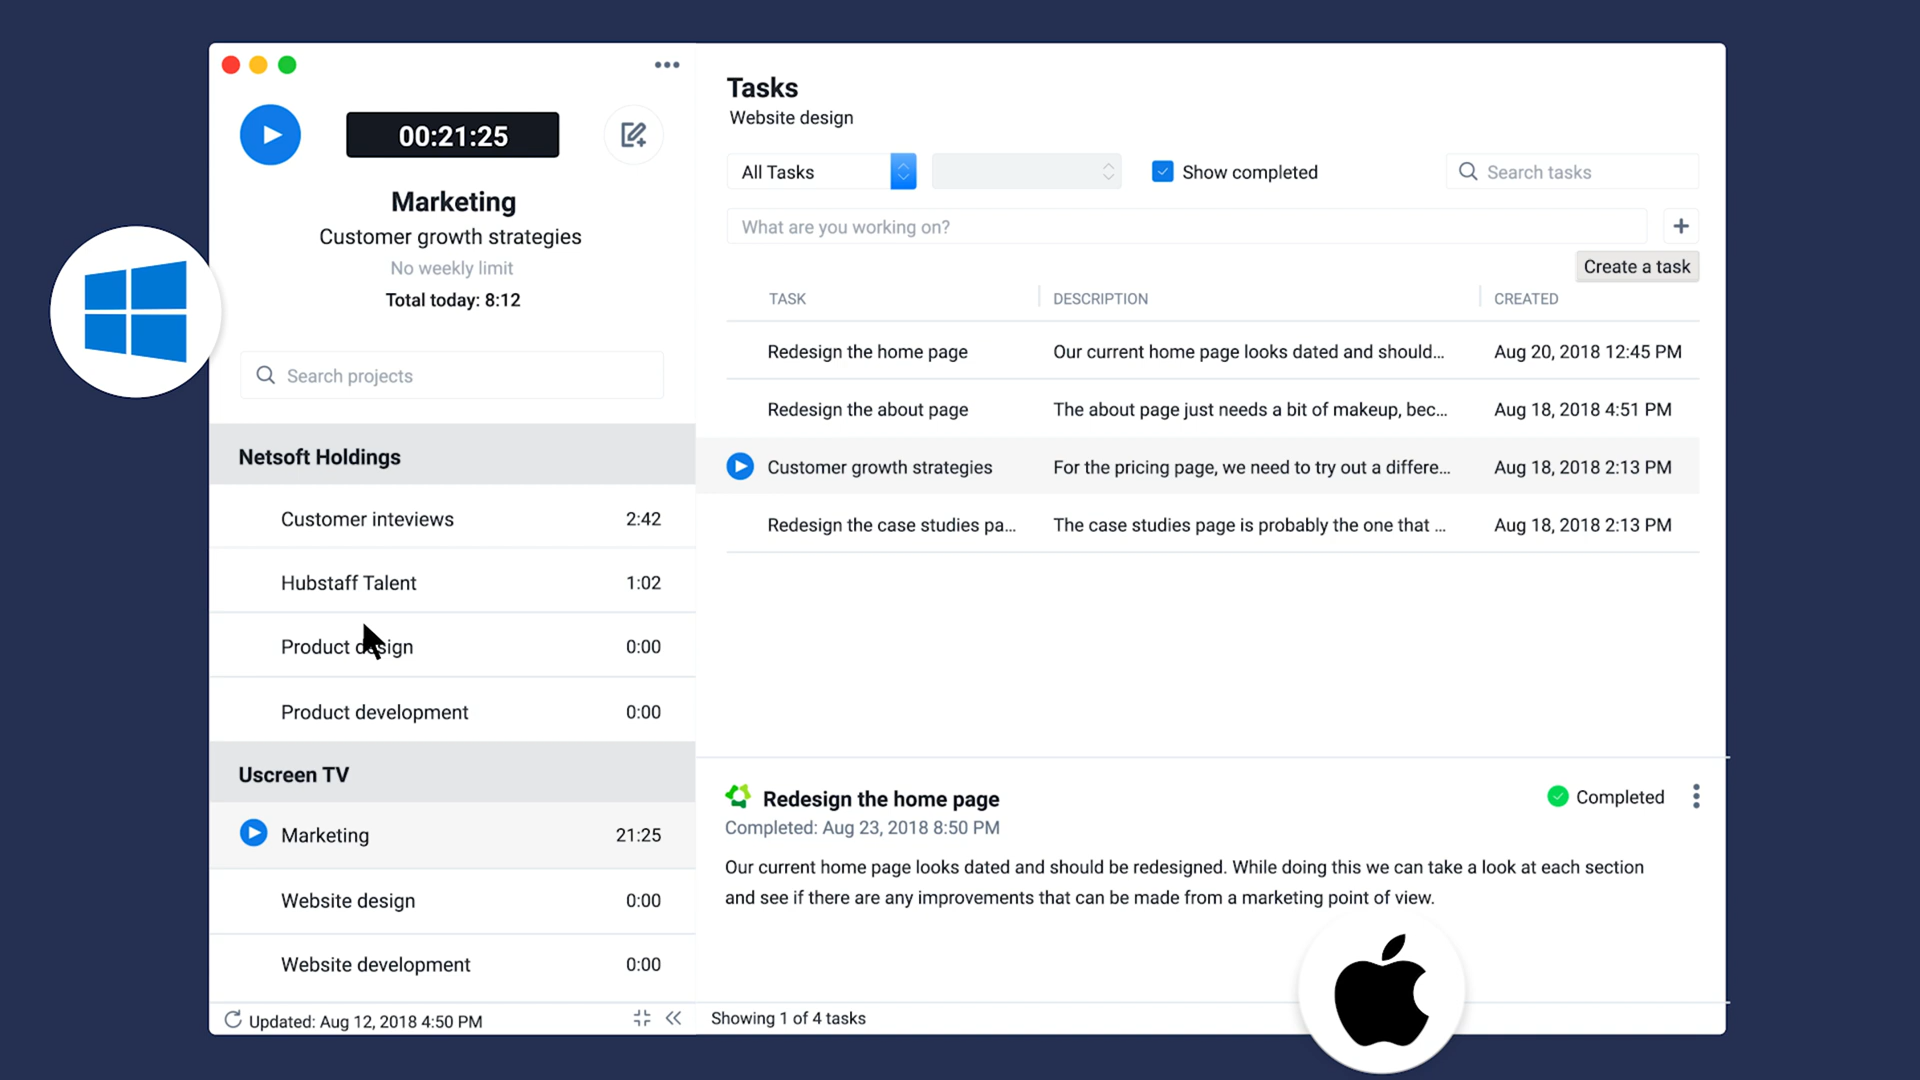 00:21:25
Marketing
Customer growth strategies
No weekly limit
Total today: 8:12
Search projects
Netsoft Holdings
Customer inteviews 2:42
Hubstaff Talent 1:02
Product design 0:00
Product development 0:00
Uscreen TV
Marketing 21:25
Website design 0:00
Website development 0:00
Updated: Aug 12, 2018 4:50 PM
Tasks
Website design
All Tasks Show completed Search tasks
What are you working on?
Create a task
TASK DESCRIPTION CREATED
Redesign the home page Our current home page looks dated and should... Aug 20, 2018 12:45 PM
Redesign the about page The about page just needs a bit of makeup, bec... Aug 18, 2018 4:51 PM
Customer growth strategies For the pricing page, we need to try out a differe... Aug 18, 2018 2:13 PM
Redesign the case studies pa... The case studies page is probably the one that ... Aug 18, 2018 2:13 PM
Redesign the home page Completed
Completed: Aug 23, 2018 8:50 PM
Our current home page looks dated and should be redesigned. While doing this we can take a look at each section
and see if there are any improvements that can be made from a marketing point of view.
Showing 1 of 4 tasks